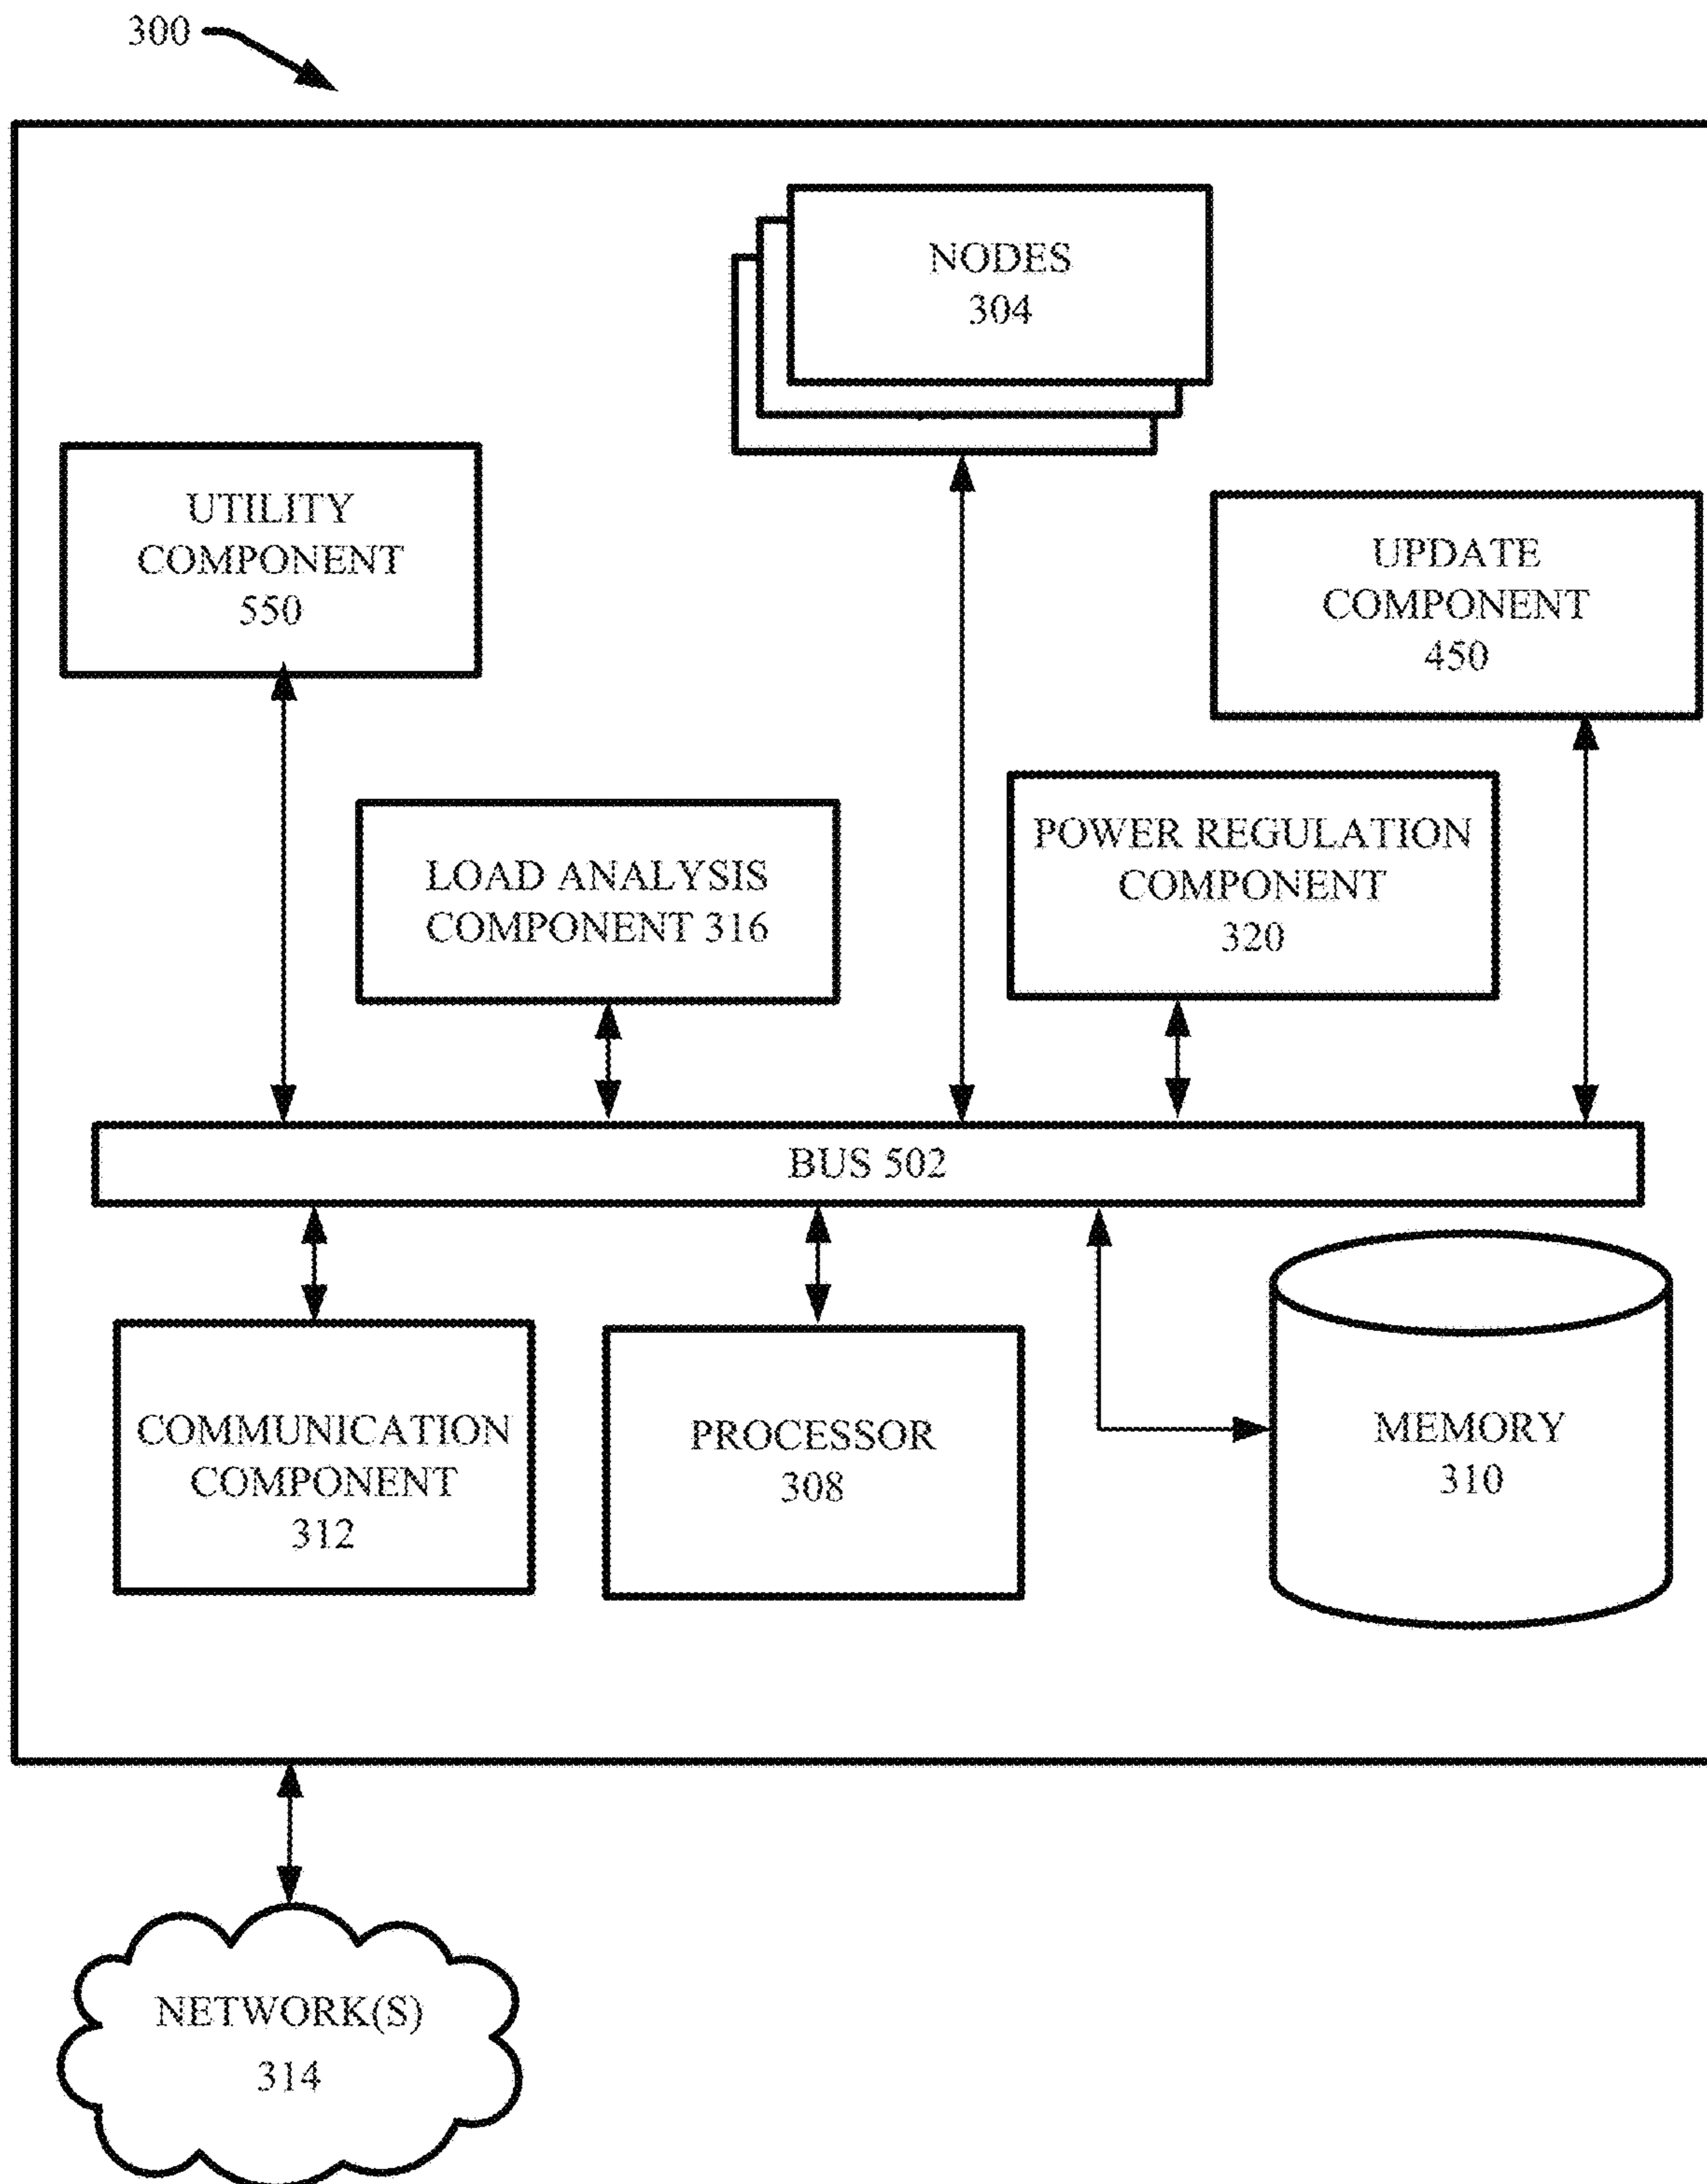 300
NODES
304
UTILITY
COMPONENT
550
UPDATE
COMPONENT
450
LOAD ANALYSIS
COMPONENT 316
POWER REGULATION
COMPONENT
320
BUS 502
COMMUNICATION
COMPONENT
312
PROCESSOR
308
MEMORY
310
NETWORK(S)
314